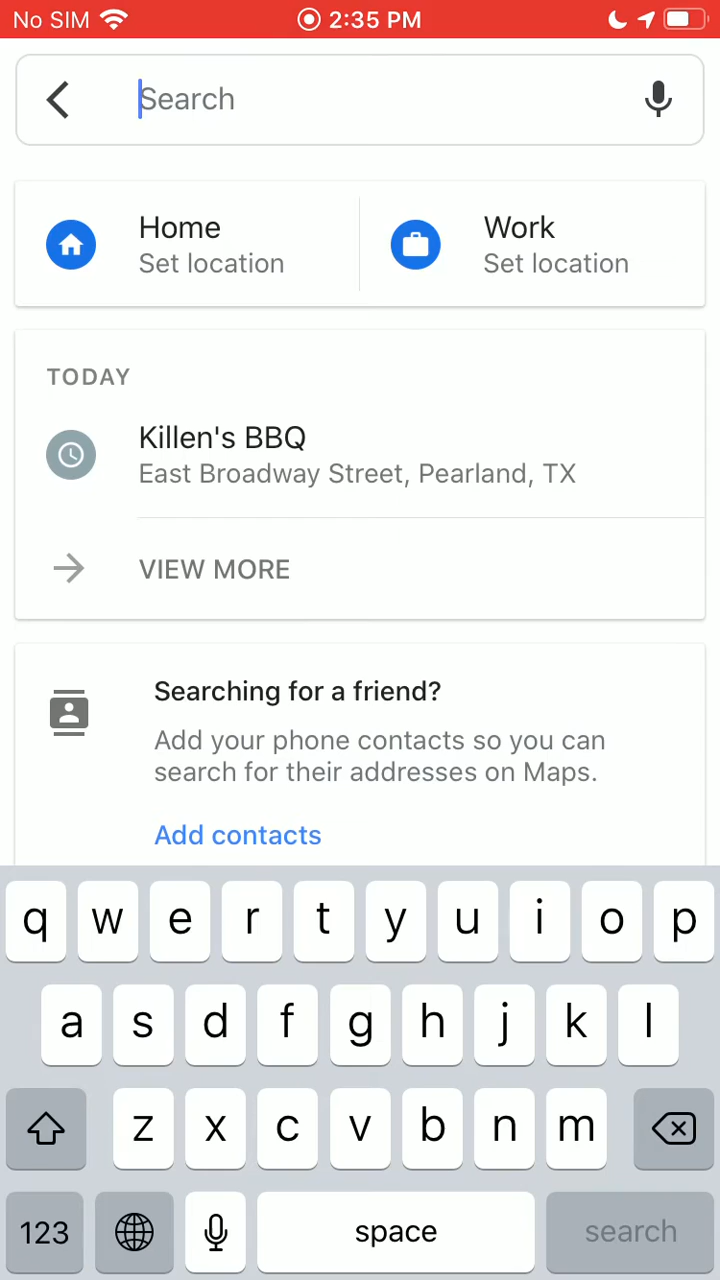 No SIM 2:35 PM
Search
Home Work
Set location Set location
TODAY
Killen's BBQ
East Broadway Street, Pearland, TX
VIEW MORE
Searching for a friend?
Add your phone contacts so you can
search for their addresses on Maps.
Add contacts
q w e r t y u i o p
a s d f g h j k l
z x c v b n m
123 space search